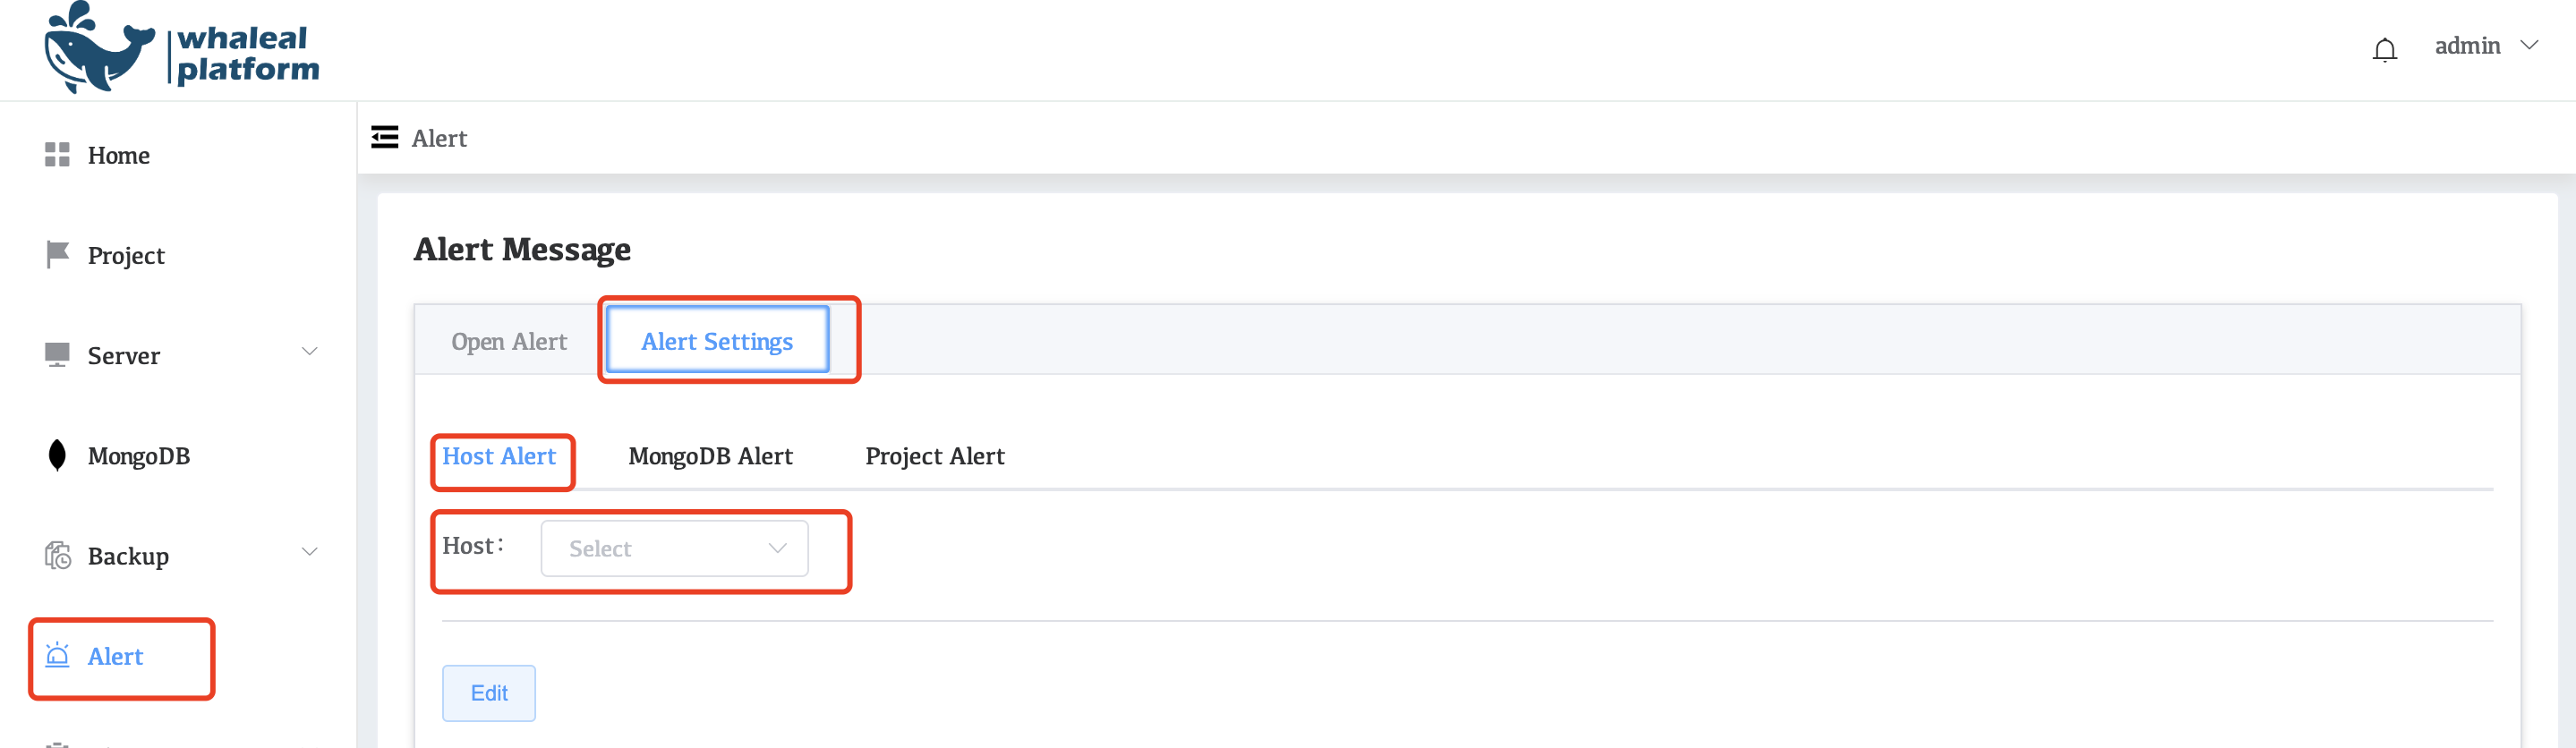 whaleal
platform
admin
Home
Project
Server
MongoDB
Backup
Alert
Alert
Alert Message
Open Alert
Alert Settings
Host Alert
MongoDB Alert
Project Alert
Host:
Select
Edit